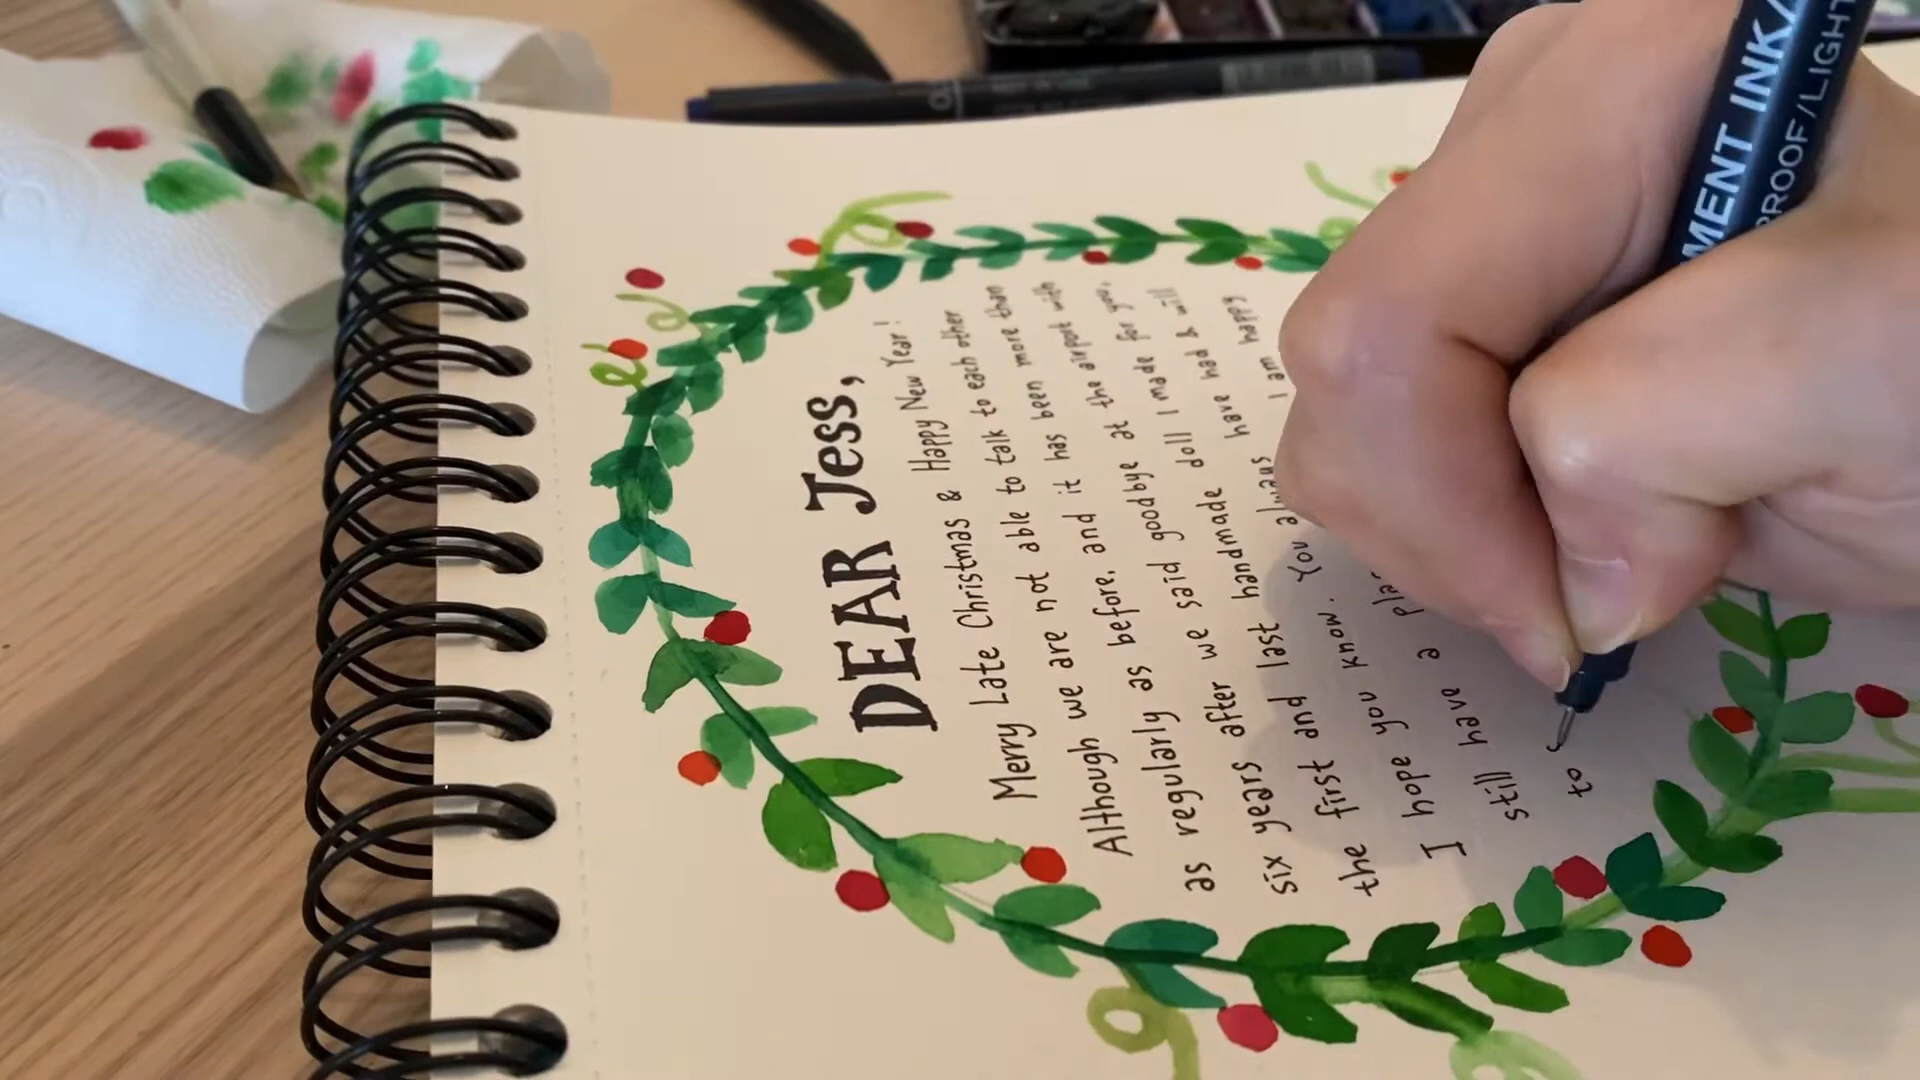 DEAR Jess,
Merry Late Christmas & Happy New Year!
Although we are not able to talk to each other
as regularly as before, and it has been more than
six years after we said goodbye at the airport with
the first and last handmade doll I made for you,
I hope you know. You always have had & will
still have a I am happy
to
MENT INK/
PROOF/LIGHT